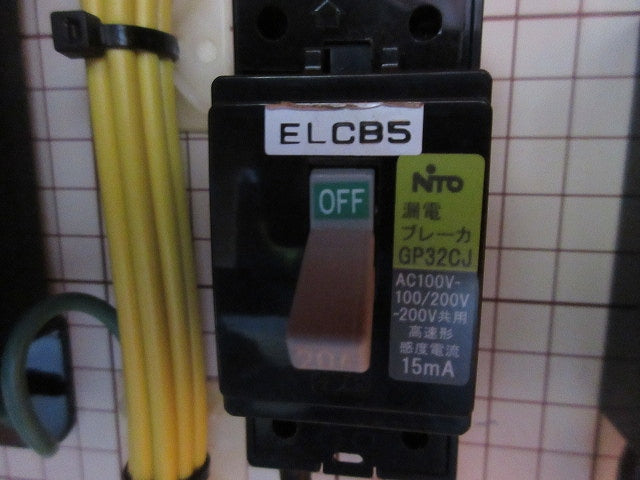 ELCB5
OFF
NiTO
漏電
ブレーカ
GP32CJ
AC100V-
100/200V
-200V共用
高速形
感度電流
15mA